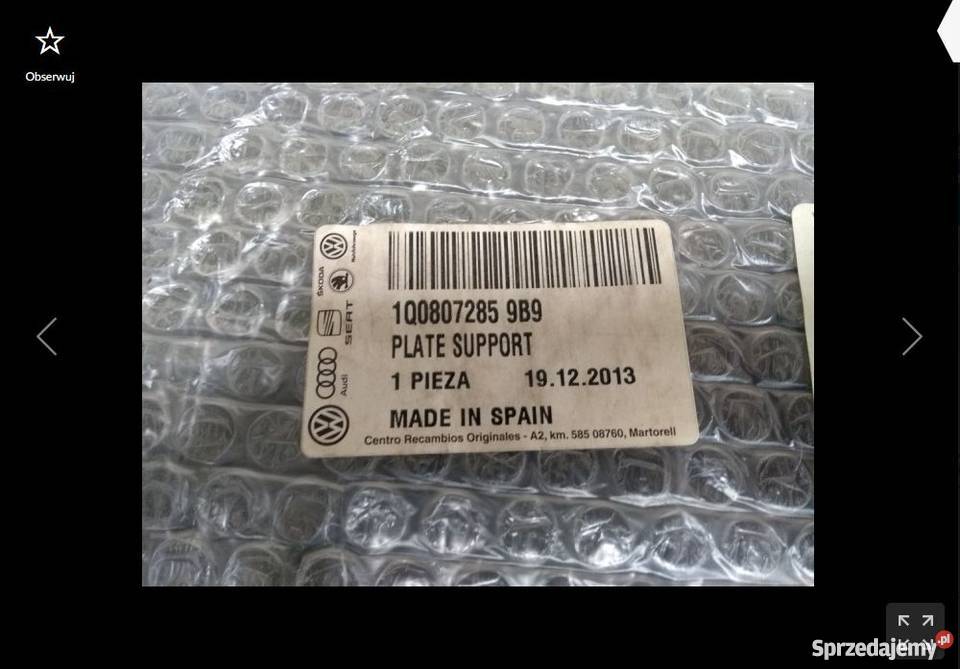 Obserwuj
1Q0807285 9B9
PLATE SUPPORT
1 PIEZA 19.12.2013
MADE IN SPAIN
Centro Recambios Originales - A2, km. 585 08760, Martorell
ŠKODA
SEAT
Audi
Sprzedajemy.pl